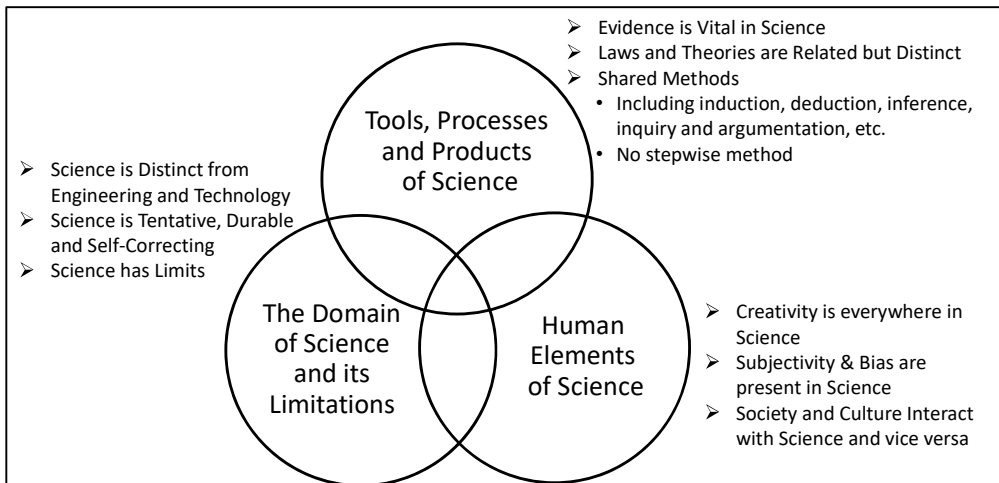 ➢ Evidence is Vital in Science
➢ Laws and Theories are Related but Distinct
➢ Shared Methods
• Including induction, deduction, inference,
inquiry and argumentation, etc.
• No stepwise method
Tools, Processes
and Products
of Science
➢ Science is Distinct from
Engineering and Technology
➢ Science is Tentative, Durable
and Self-Correcting
➢ Science has Limits
The Domain
of Science
and its
Limitations
Human
Elements
of Science
➢ Creativity is everywhere in
Science
➢ Subjectivity & Bias are
present in Science
➢ Society and Culture Interact
with Science and vice versa